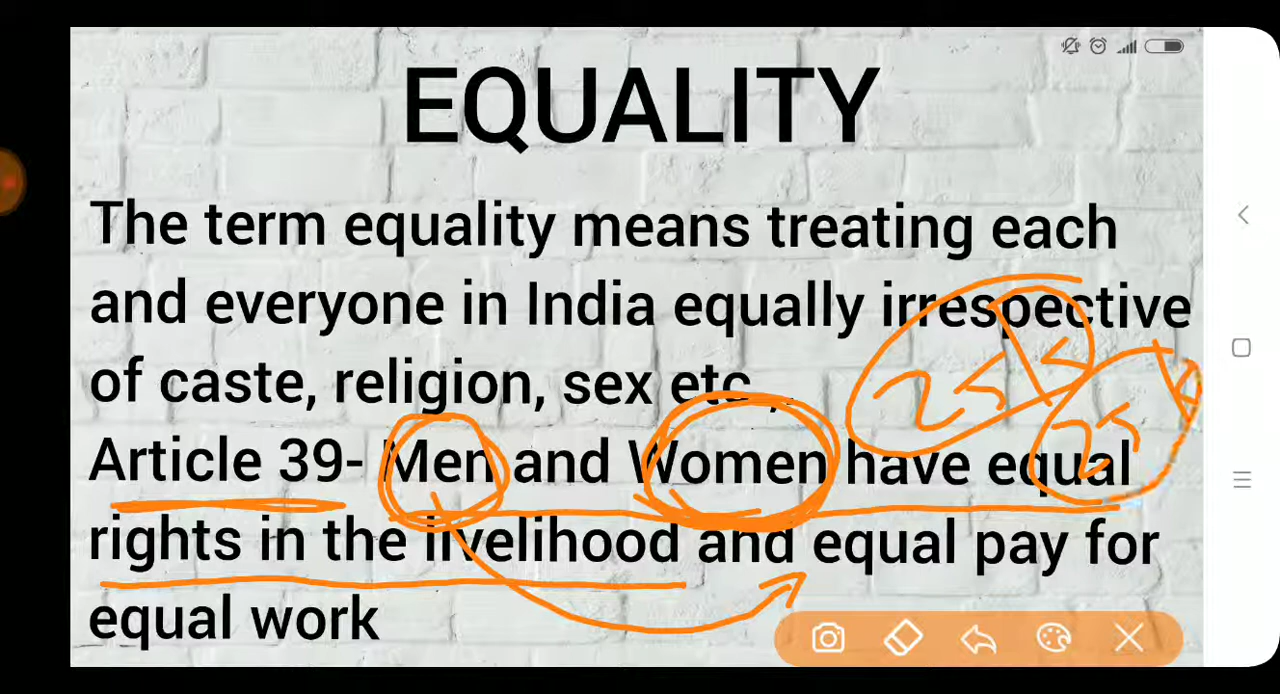 EQUALITY
The term equality means treating each
and everyone in India equally irrespective
of caste, religion, sex etc.,.
Article 39- Men and Women have equal
rights in the livelihood and equal pay for
equal work
25K
25K